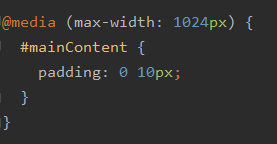 @media (max-width: 1024px) {
  #mainContent {
    padding: 0 10px;
  }
}